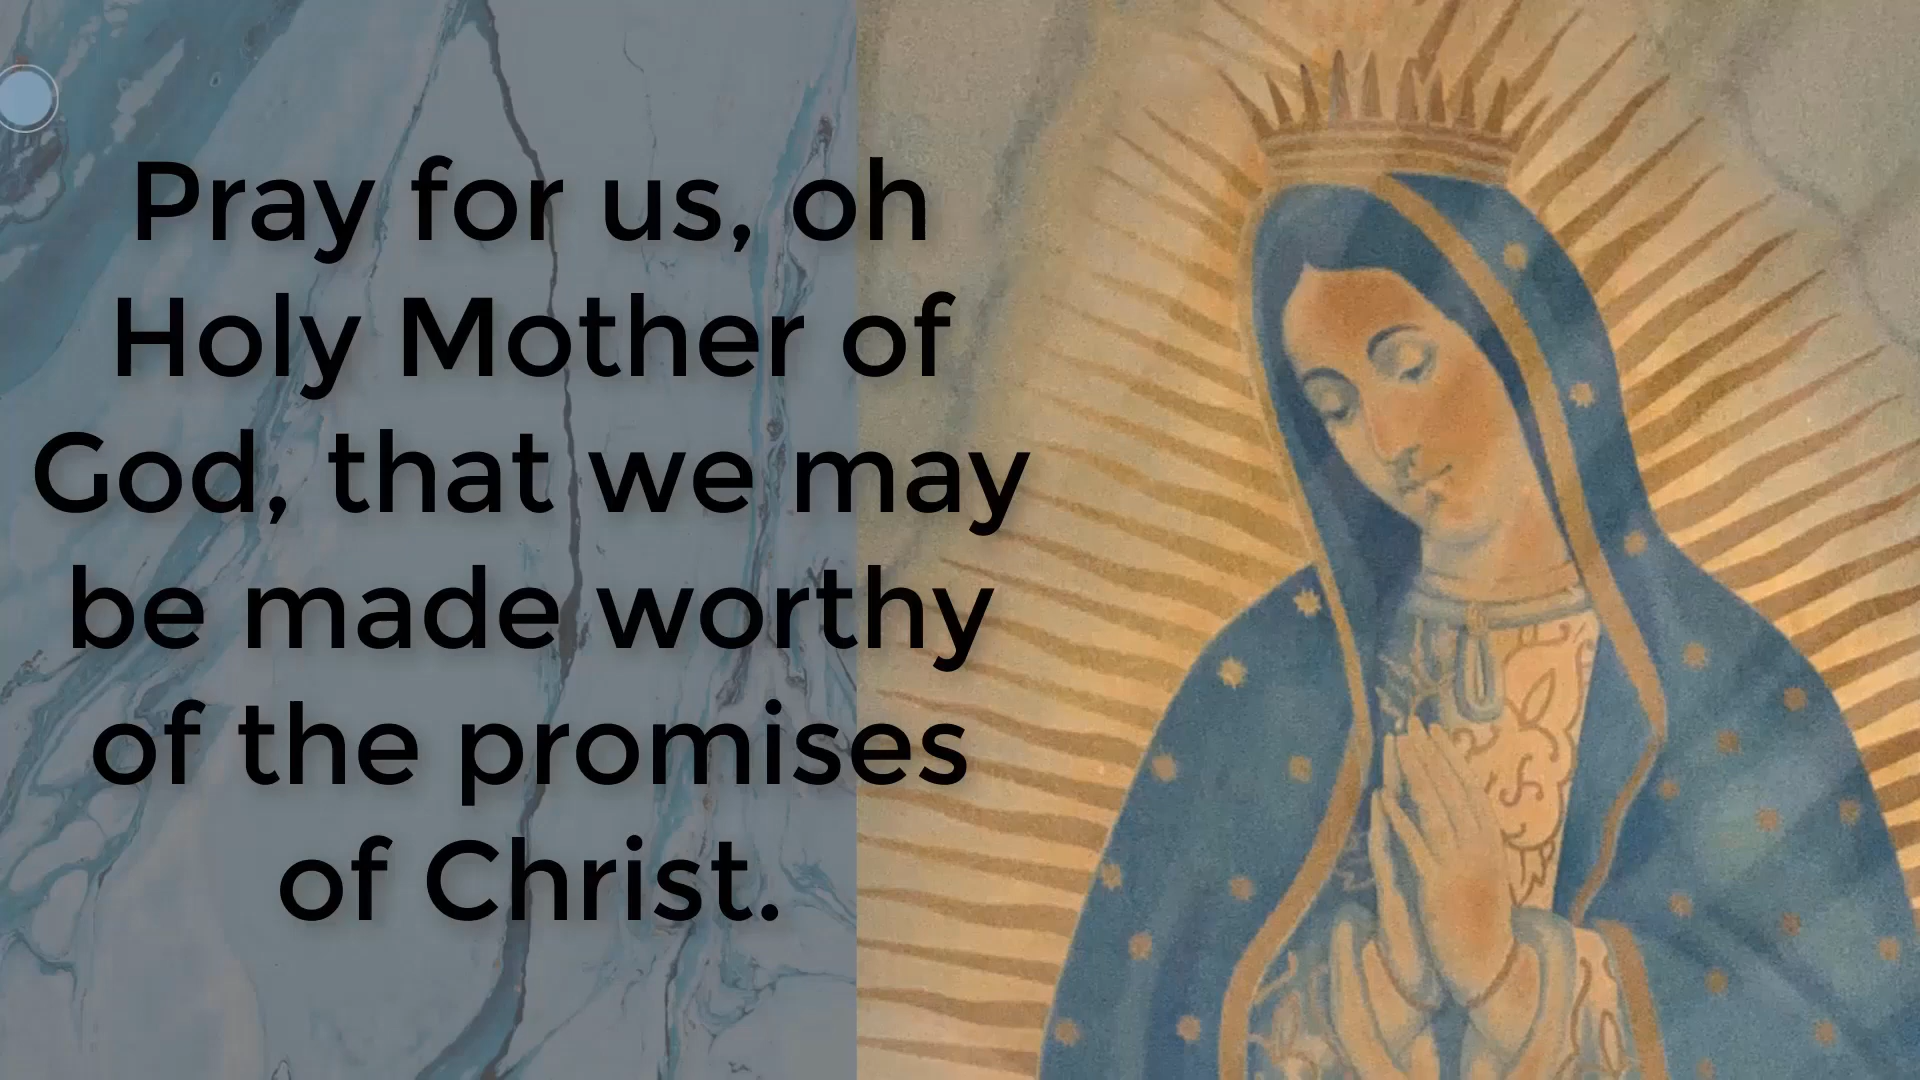 Pray for us, oh
Holy Mother of
God, that we may
be made worthy
of the promises
of Christ.